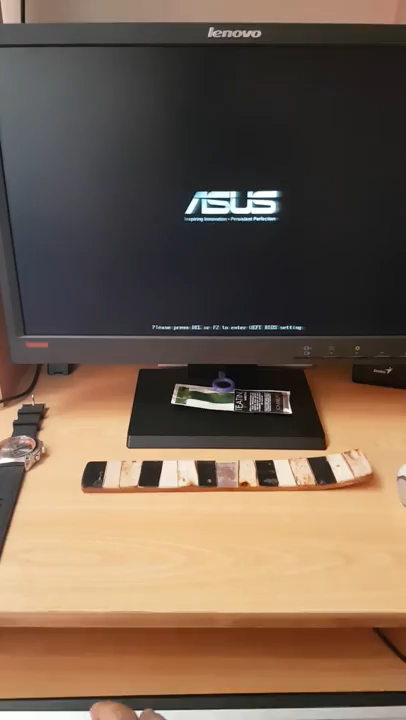 lenovo
ASUS
Inspiring Innovation • Persistent Perfection
Please press DEL or F2 to enter UEFI BIOS setting